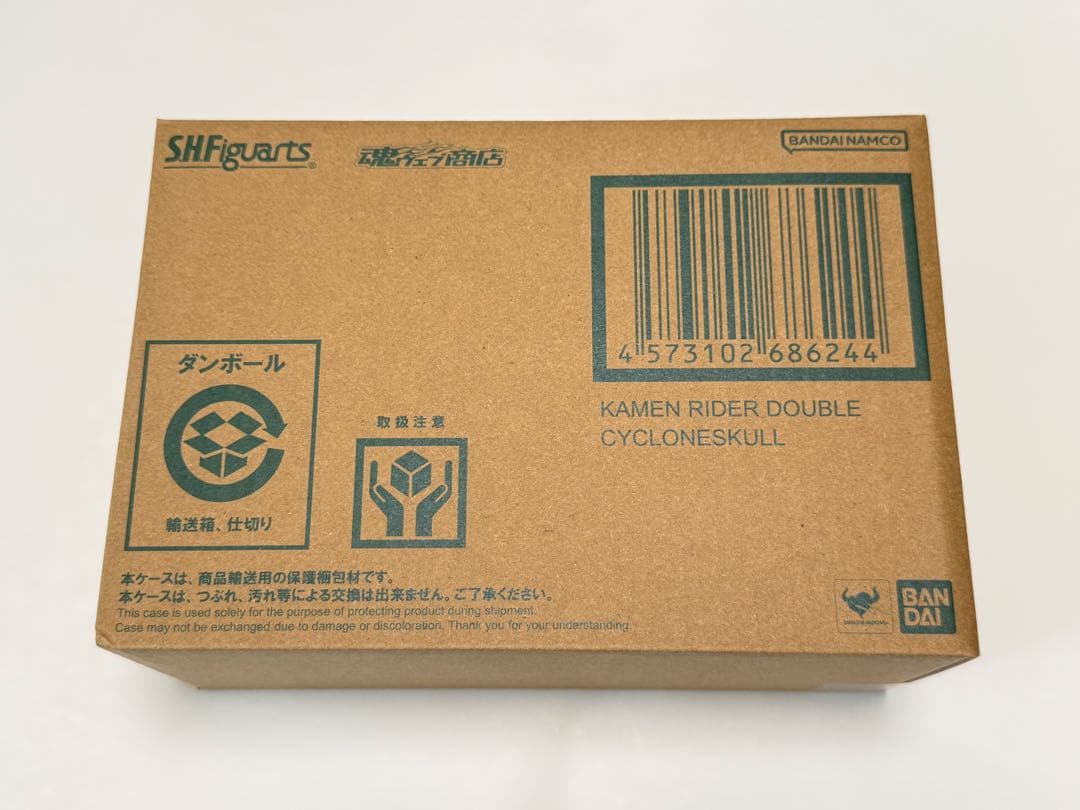 S.H.Figuarts®
魂ウェブ商店
BANDAI NAMCO
4 573102 686244
KAMEN RIDER DOUBLE
CYCLONESKULL
ダンボール
輸送箱、仕切り
取扱注意
本ケースは、商品輸送用の保護梱包材です。
本ケースは、つぶれ、汚れ等による交換は出来ません。ご了承ください。
This case is used solely for the purpose of protecting product during shipment.
Case may not be exchanged due to damage or discoloration. Thank you for your understanding.
BAN
DAI